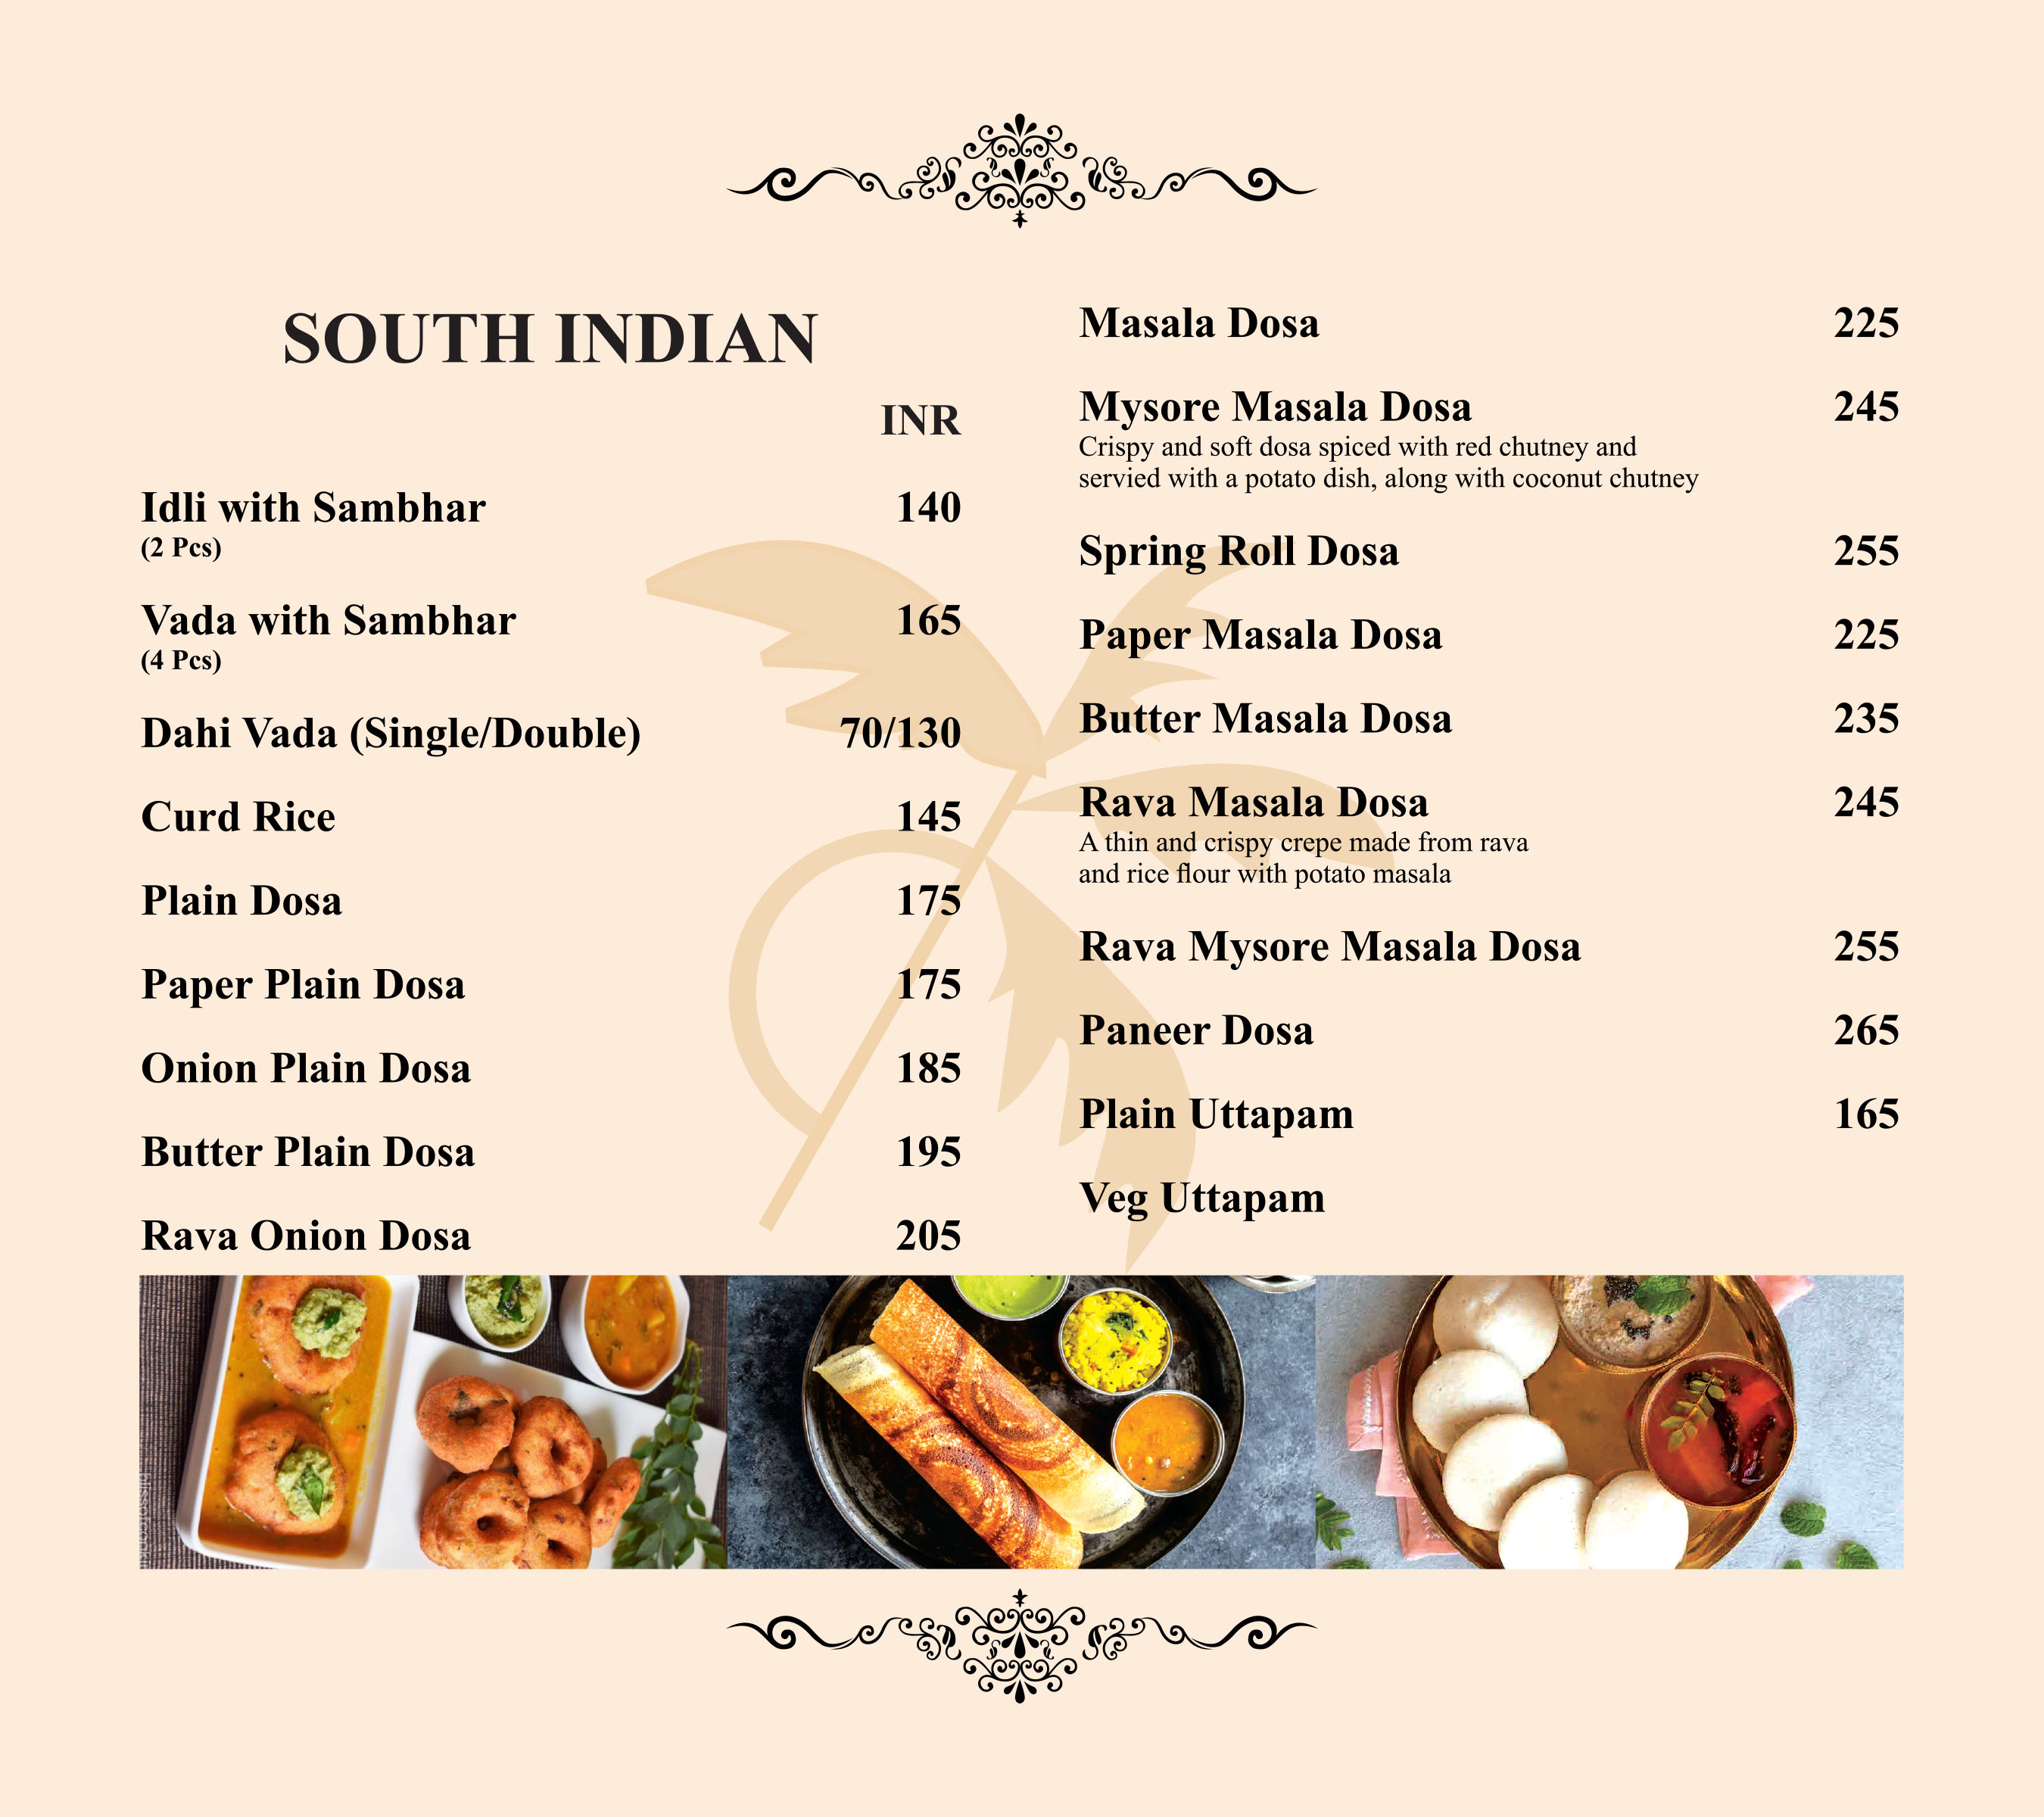 SOUTH INDIAN
INR
Idli with Sambhar 140
(2 Pcs)
Vada with Sambhar 165
(4 Pcs)
Dahi Vada (Single/Double) 70/130
Curd Rice 145
Plain Dosa 175
Paper Plain Dosa 175
Onion Plain Dosa 185
Butter Plain Dosa 195
Rava Onion Dosa 205
Masala Dosa 225
Mysore Masala Dosa 245
Crispy and soft dosa spiced with red chutney and
servied with a potato dish, along with coconut chutney
Spring Roll Dosa 255
Paper Masala Dosa 225
Butter Masala Dosa 235
Rava Masala Dosa 245
A thin and crispy crepe made from rava
and rice flour with potato masala
Rava Mysore Masala Dosa 255
Paneer Dosa 265
Plain Uttapam 165
Veg Uttapam